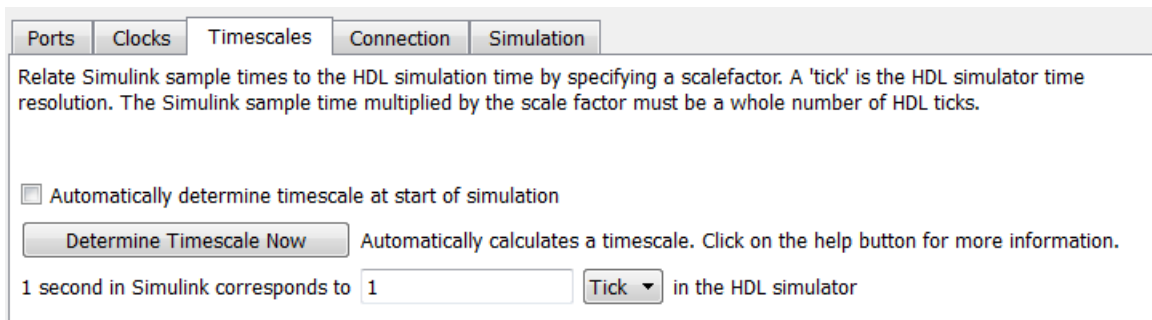 Ports Clocks Timescales Connection Simulation
Relate Simulink sample times to the HDL simulation time by specifying a scalefactor. A 'tick' is the HDL simulator time
resolution. The Simulink sample time multiplied by the scale factor must be a whole number of HDL ticks.
Automatically determine timescale at start of simulation
Determine Timescale Now Automatically calculates a timescale. Click on the help button for more information.
1 second in Simulink corresponds to 1 Tick in the HDL simulator